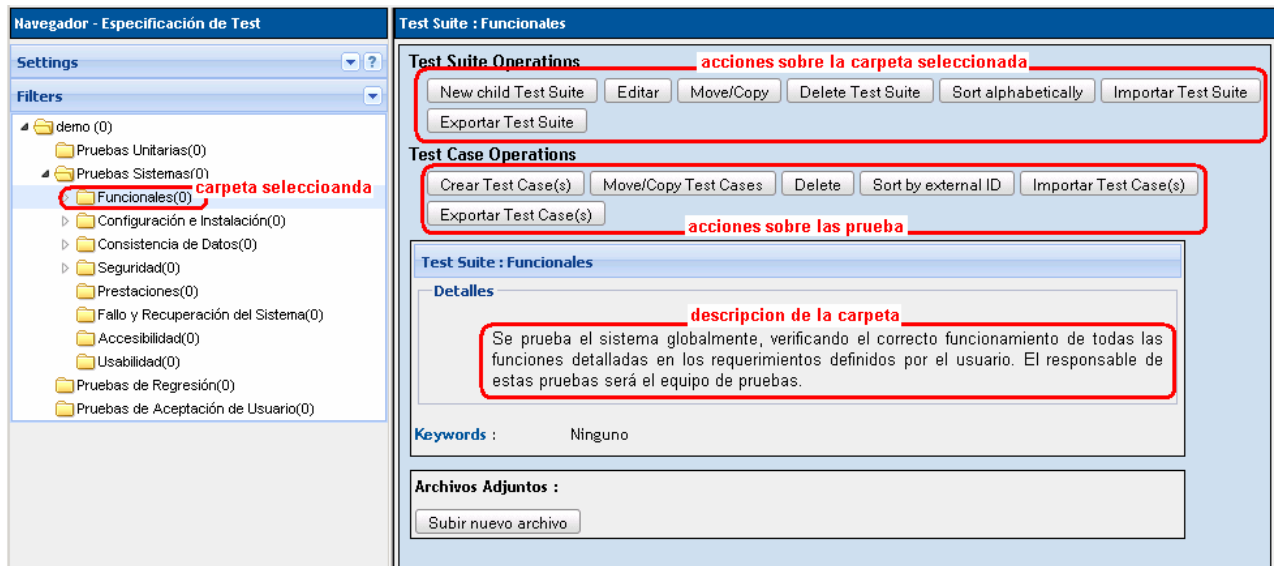 Navegador - Especificación de Test
Settings
Filters
demo (0)
Pruebas Unitarias(0)
Pruebas Sistemas(0)
carpeta seleccioanda
Funcionales(0)
Configuración e Instalación(0)
Consistencia de Datos(0)
Seguridad(0)
Prestaciones(0)
Fallo y Recuperación del Sistema(0)
Accesibilidad(0)
Usabilidad(0)
Pruebas de Regresión(0)
Pruebas de Aceptación de Usuario(0)
Test Suite : Funcionales
Test Suite Operations
acciones sobre la carpeta seleccionada
New child Test Suite Editar Move/Copy Delete Test Suite Sort alphabetically Importar Test Suite
Exportar Test Suite
Test Case Operations
Crear Test Case(s) Move/Copy Test Cases Delete Sort by external ID Importar Test Case(s)
Exportar Test Case(s)
acciones sobre las prueba
Test Suite : Funcionales
Detalles
descripcion de la carpeta
Se prueba el sistema globalmente, verificando el correcto funcionamiento de todas las
funciones detalladas en los requerimientos definidos por el usuario. El responsable de
estas pruebas será el equipo de pruebas.
Keywords : Ninguno
Archivos Adjuntos :
Subir nuevo archivo